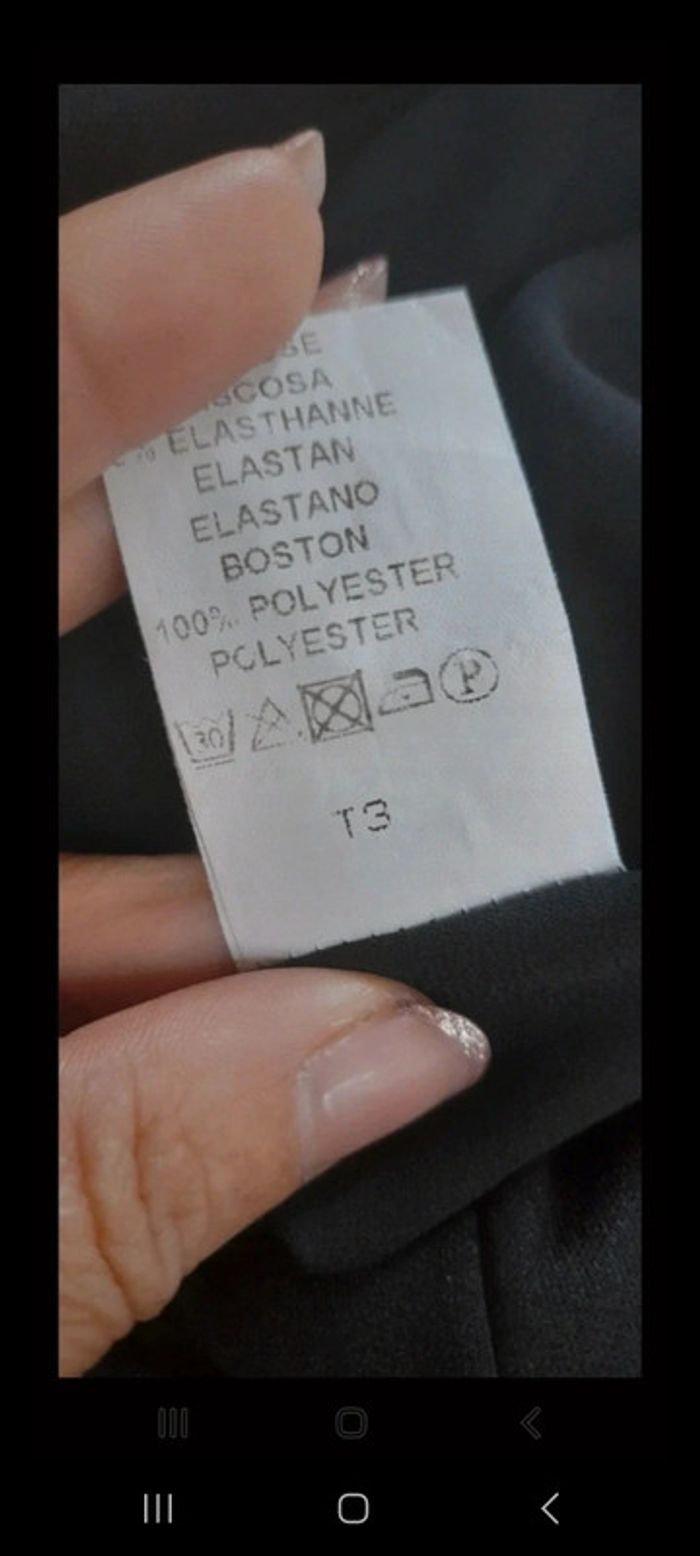 ELASTHANNE
ELASTAN
ELASTANO
BOSTON
100% POLYESTER
POLYESTER
30 P
T3